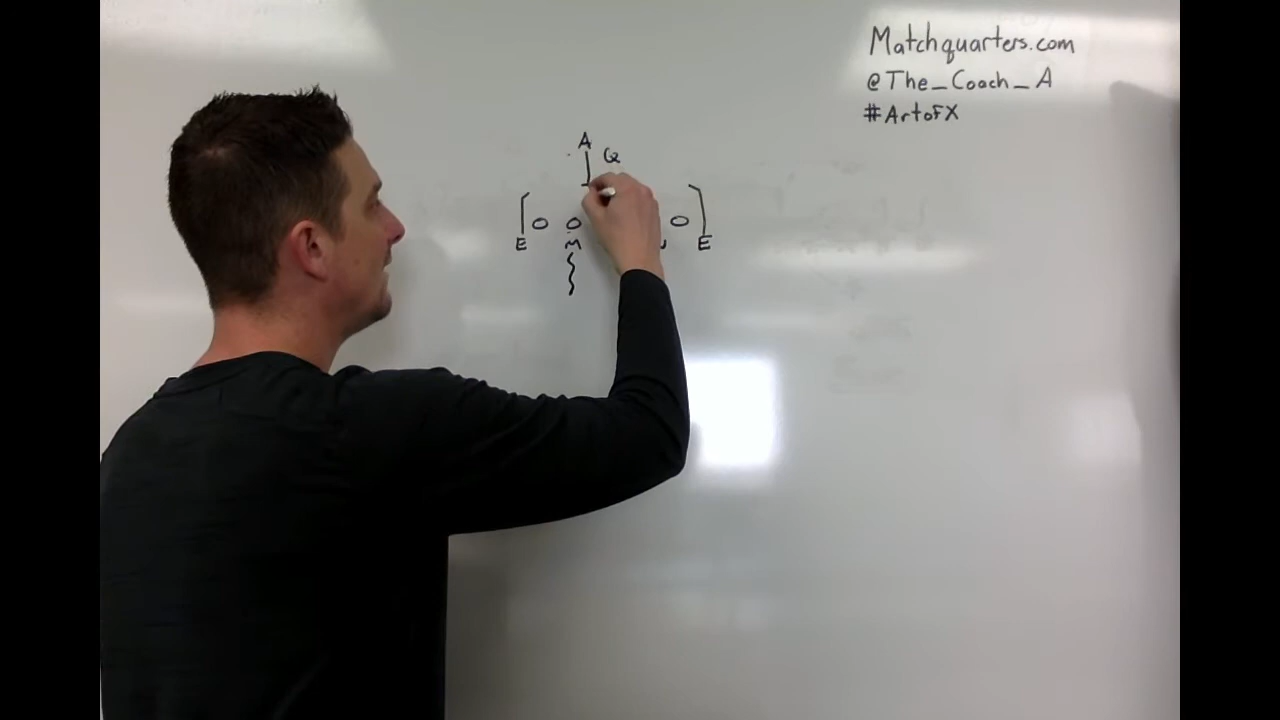 Matchquarters.com
@The_Coach_A
#ArtofX
A
Q
O O O
E M E